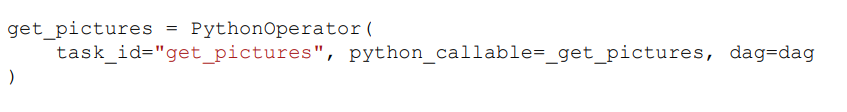 get_pictures = PythonOperator(
    task_id="get_pictures", python_callable=_get_pictures, dag=dag
)